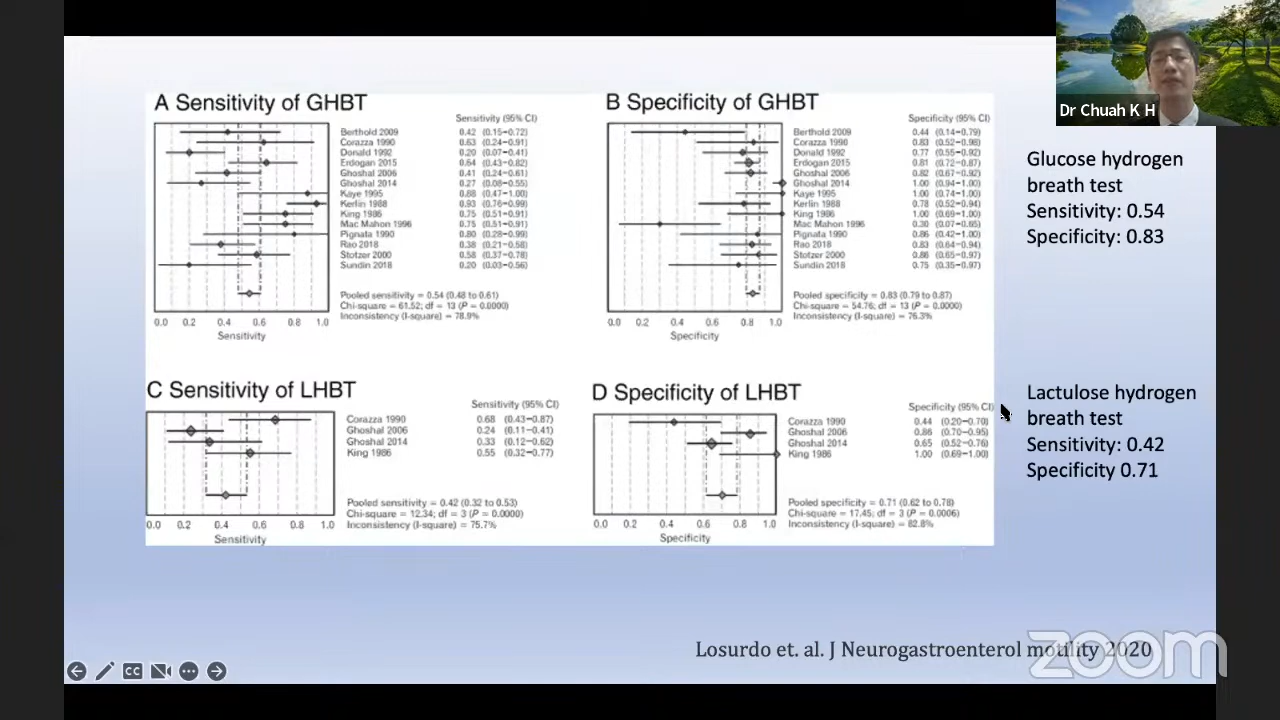 Dr Chuah K H
A Sensitivity of GHBT
Sensitivity (95% CI)
Berthold 2009 0.42 (0.15–0.72)
Corazza 1990 0.63 (0.24–0.91)
Donald 1992 0.20 (0.07–0.41)
Erdogan 2015 0.64 (0.43–0.82)
Ghoshal 2006 0.41 (0.24–0.61)
Ghoshal 2014 0.27 (0.08–0.55)
Kaye 1995 0.88 (0.47–1.00)
Kerlin 1988 0.93 (0.76–0.99)
King 1986 0.75 (0.51–0.91)
Mac Mahon 1996 0.75 (0.51–0.91)
Pignata 1990 0.80 (0.28–0.99)
Rao 2018 0.38 (0.21–0.58)
Stotzer 2000 0.58 (0.37–0.78)
Sundin 2018 0.20 (0.03–0.56)
Pooled sensitivity = 0.54 (0.48 to 0.61)
Chi-square = 61.52; df = 13 (P = 0.0000)
Inconsistency (I-square) = 78.9%
0.0 0.2 0.4 0.6 0.8 1.0
Sensitivity
B Specificity of GHBT
Specificity (95% CI)
Berthold 2009 0.44 (0.14–0.79)
Corazza 1990 0.83 (0.52–0.98)
Donald 1992 0.77 (0.55–0.92)
Erdogan 2015 0.81 (0.72–0.87)
Ghoshal 2006 0.82 (0.67–0.92)
Ghoshal 2014 1.00 (0.94–1.00)
Kaye 1995 1.00 (0.74–1.00)
Kerlin 1988 0.78 (0.52–0.94)
King 1986 1.00 (0.69–1.00)
Mac Mahon 1996 0.30 (0.07–0.65)
Pignata 1990 0.86 (0.42–1.00)
Rao 2018 0.83 (0.64–0.94)
Stotzer 2000 0.88 (0.65–0.97)
Sundin 2018 0.75 (0.35–0.97)
Pooled specificity = 0.83 (0.79 to 0.87)
Chi-square = 54.76; df = 13 (P = 0.0000)
Inconsistency (I-square) = 76.3%
0.0 0.2 0.4 0.6 0.8 1.0
Specificity
Glucose hydrogen
breath test
Sensitivity: 0.54
Specificity: 0.83
C Sensitivity of LHBT
Sensitivity (95% CI)
Corazza 1990 0.68 (0.43–0.87)
Ghoshal 2006 0.24 (0.11–0.41)
Ghoshal 2014 0.33 (0.12–0.62)
King 1986 0.55 (0.32–0.77)
Pooled sensitivity = 0.42 (0.32 to 0.53)
Chi-square = 12.34; df = 3 (P = 0.0000)
Inconsistency (I-square) = 75.7%
0.0 0.2 0.4 0.6 0.8 1.0
Sensitivity
D Specificity of LHBT
Specificity (95% CI)
Corazza 1990 0.44 (0.20–0.70)
Ghoshal 2006 0.86 (0.70–0.95)
Ghoshal 2014 0.65 (0.52–0.76)
King 1986 1.00 (0.69–1.00)
Pooled specificity = 0.71 (0.62 to 0.78)
Chi-square = 17.45; df = 3 (P = 0.0006)
Inconsistency (I-square) = 82.8%
0.0 0.2 0.4 0.6 0.8 1.0
Specificity
Lactulose hydrogen
breath test
Sensitivity: 0.42
Specificity 0.71
Losurdo et. al. J Neurogastroenterol motility 2020
zoom
CC